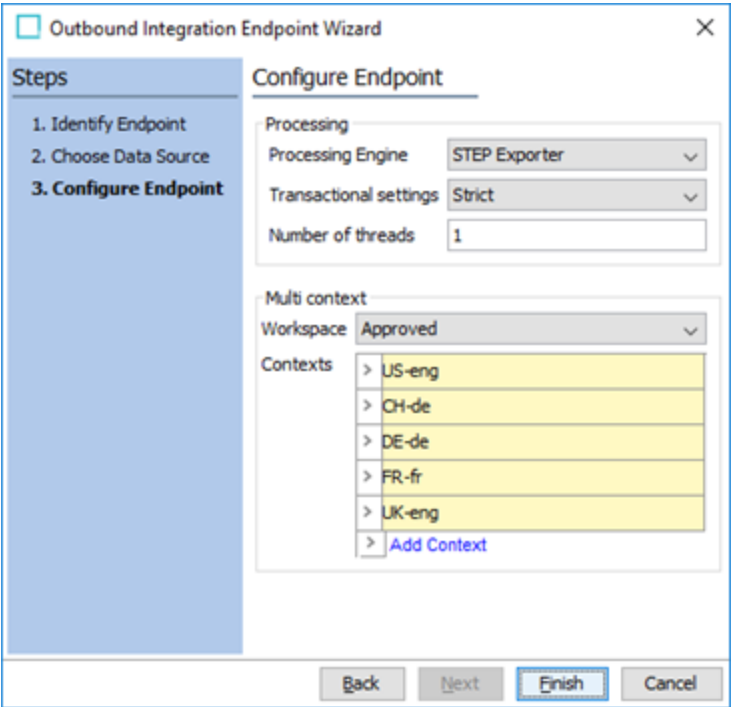 Outbound Integration Endpoint Wizard
Steps
1. Identify Endpoint
2. Choose Data Source
3. Configure Endpoint
Configure Endpoint
Processing
Processing Engine STEP Exporter
Transactional settings Strict
Number of threads 1
Multi context
Workspace Approved
Contexts > US-eng
> CH-de
> DE-de
> FR-fr
> UK-eng
> Add Context
Back Next Finish Cancel